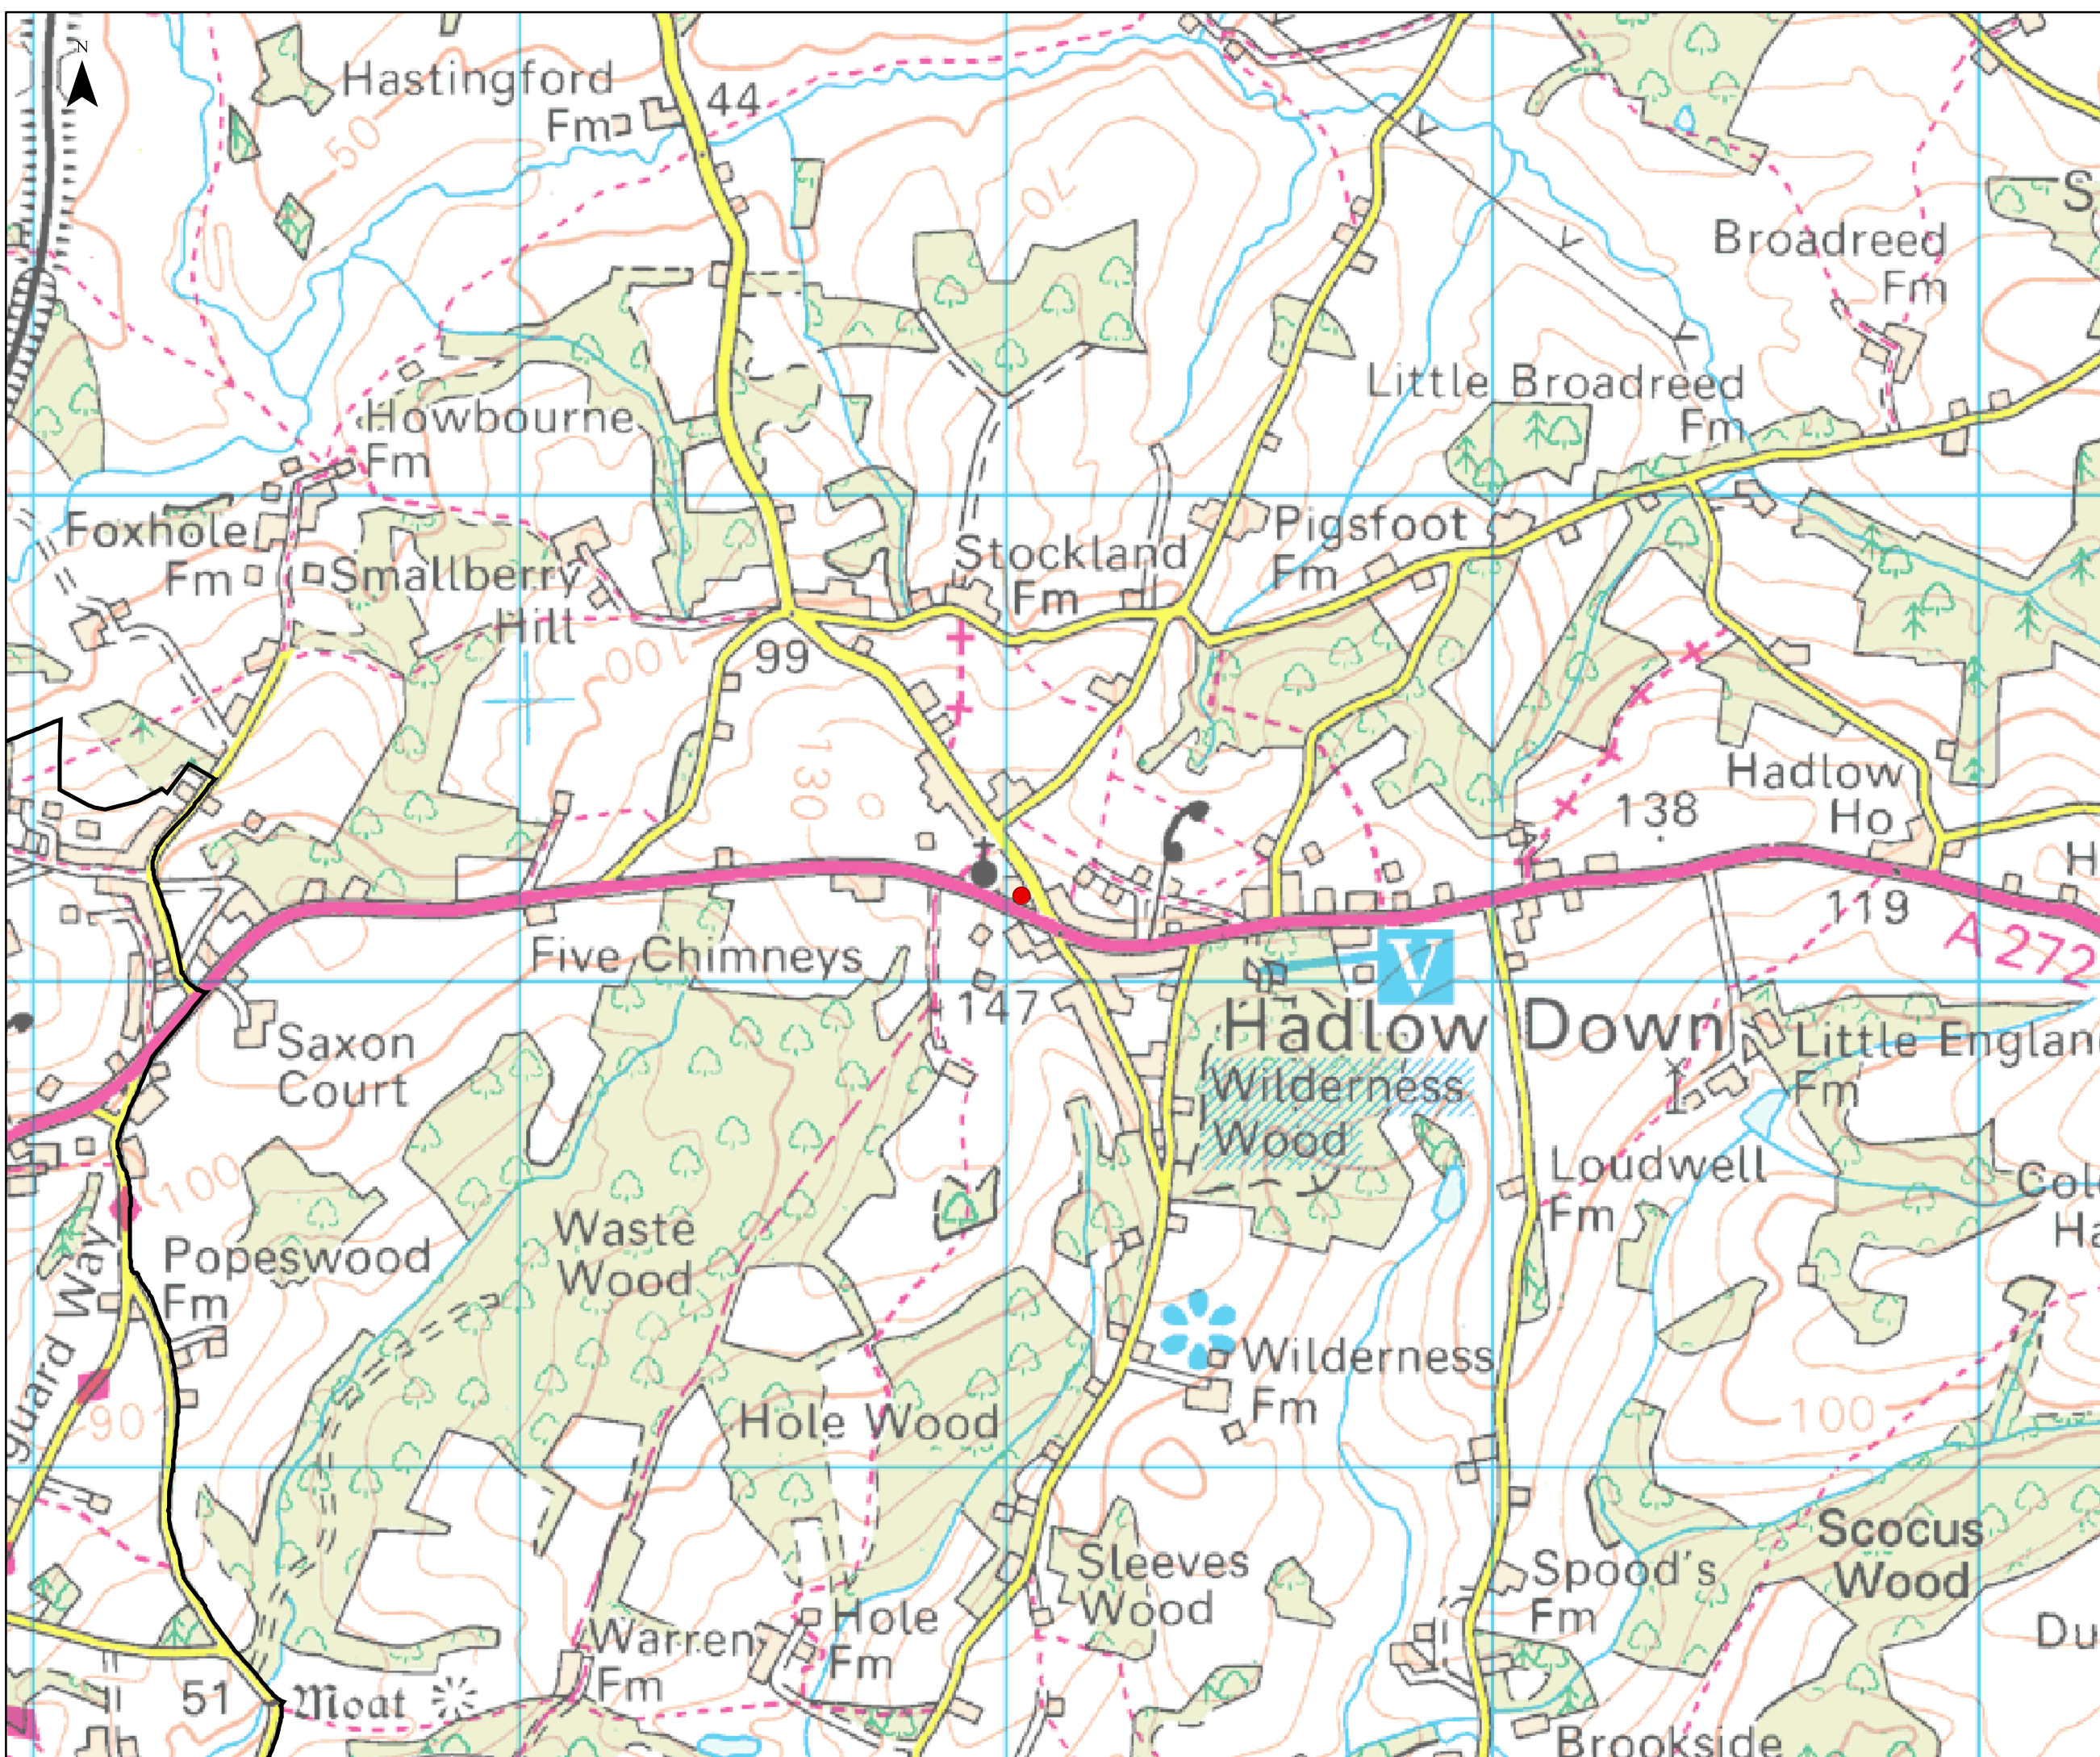 N
Hastingford
Fm
44
50
70
Broadreed
Fm
Little Broadreed
Fm
Howbourne
Fm
Foxhole
Fm
Smallberry
Hill
Stockland
Fm
Pigsfoot
Fm
99
100
130
Hadlow
Ho
138
119
A 272
Five Chimneys
147
V
Hadlow Down
Saxon
Court
Wilderness
Wood
Little Englan
Fm
100
Popeswood
Fm
Waste
Wood
Loudwell
Fm
guard Way
90
Hole Wood
Wilderness
Fm
100
Scocus
Wood
Sleeves
Wood
Spood's
Fm
Warren
Fm
Hole
Fm
51
Moat
Brookside